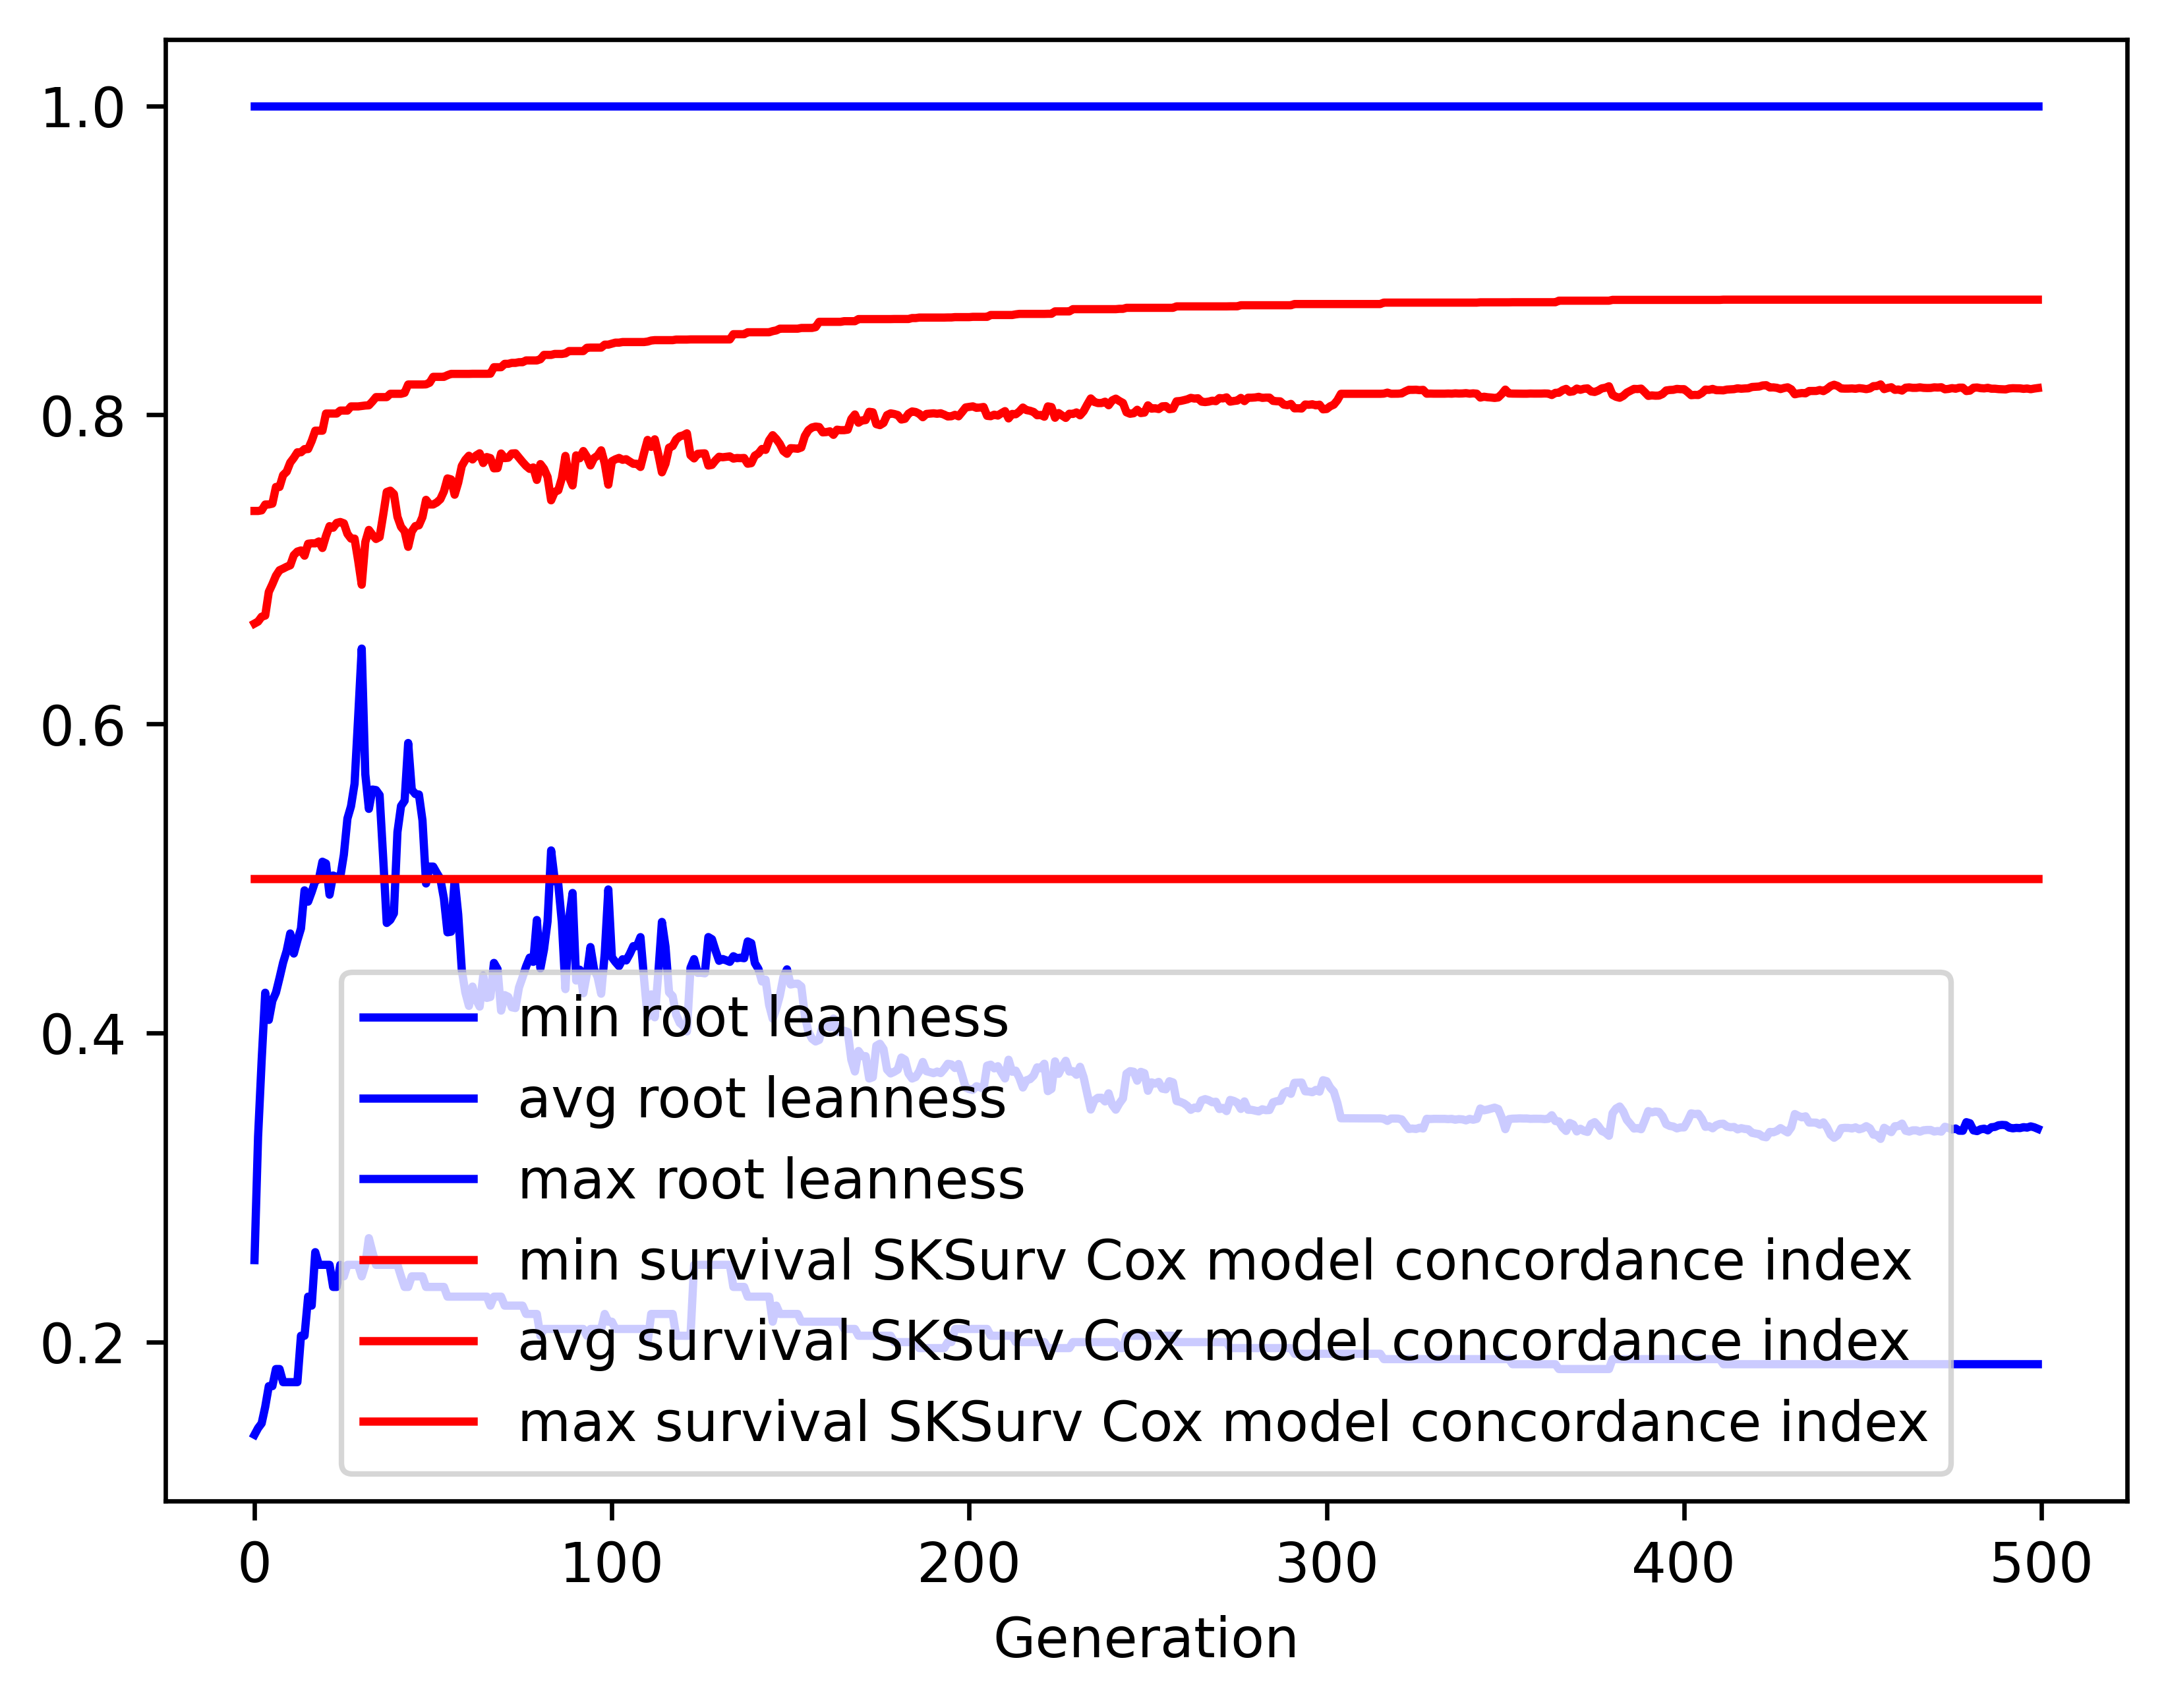 1.0
0.8
0.6
0.4
0.2
min root leanness
avg root leanness
max root leanness
min survival SKSurv Cox model concordance index
avg survival SKSurv Cox model concordance index
max survival SKSurv Cox model concordance index
0 100 200 300 400 500
Generation